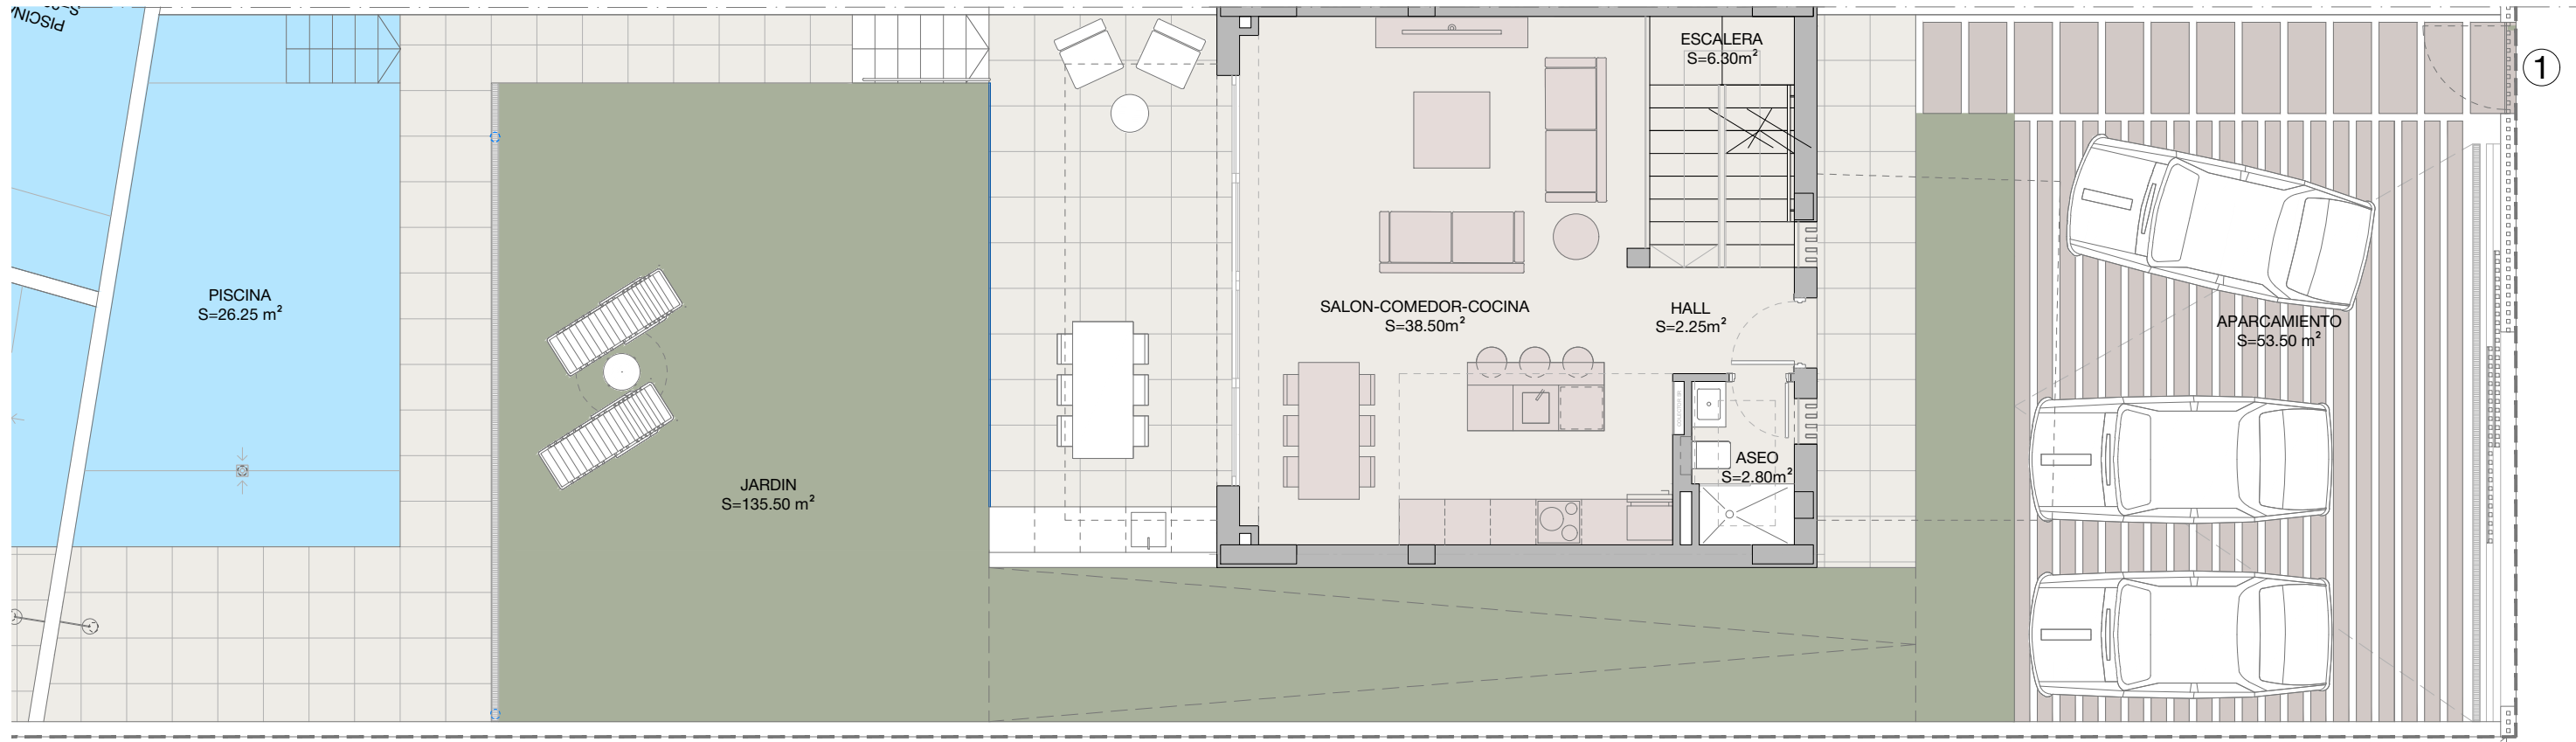 PISCINA
ESCALERA
S=6.30m²
1
PISCINA
S=26.25 m²
SALON-COMEDOR-COCINA
S=38.50m²
HALL
S=2.25m²
APARCAMIENTO
S=53.50 m²
ASEO
S=2.80m²
JARDIN
S=135.50 m²